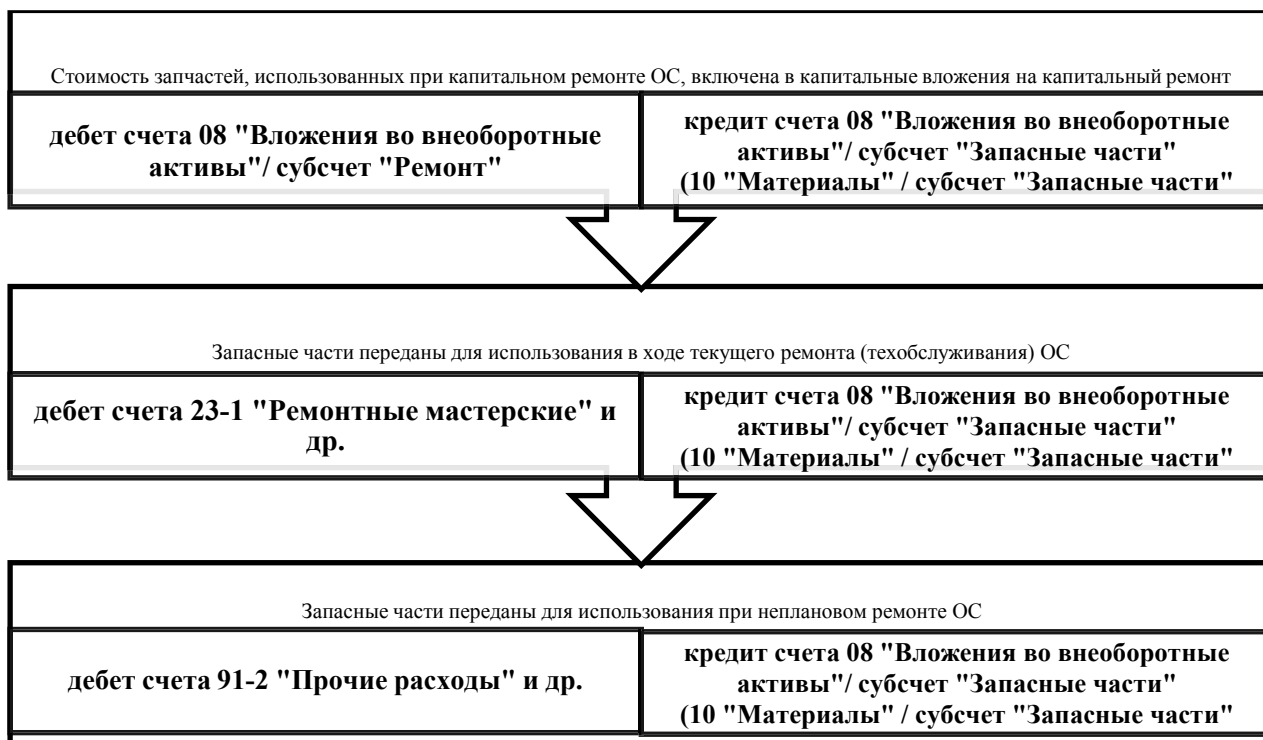 Стоимость запчастей, использованных при капитальном ремонте ОС, включена в капитальные вложения на капитальный ремонт
дебет счета 08 "Вложения во внеоборотные
активы"/ субсчет "Ремонт"
кредит счета 08 "Вложения во внеоборотные
активы"/ субсчет "Запасные части"
(10 "Материалы" / субсчет "Запасные части"
Запасные части переданы для использования в ходе текущего ремонта (техобслуживания) ОС
дебет счета 23-1 "Ремонтные мастерские" и
др.
кредит счета 08 "Вложения во внеоборотные
активы"/ субсчет "Запасные части"
(10 "Материалы" / субсчет "Запасные части"
Запасные части переданы для использования при неплановом ремонте ОС
дебет счета 91-2 "Прочие расходы" и др.
кредит счета 08 "Вложения во внеоборотные
активы"/ субсчет "Запасные части"
(10 "Материалы" / субсчет "Запасные части"